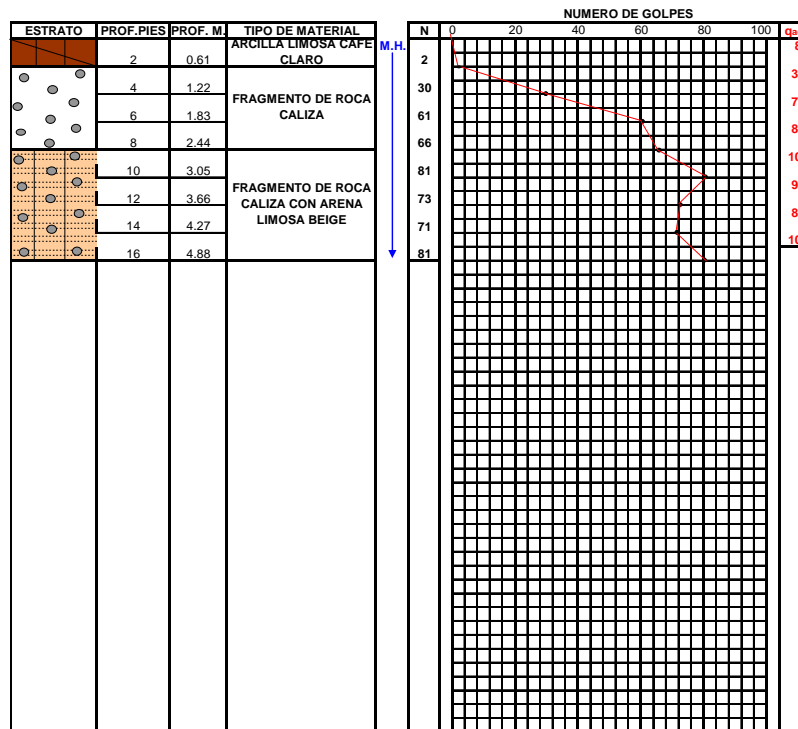 NUMERO DE GOLPES
ESTRATO PROF.PIES PROF. M. TIPO DE MATERIAL N 0 20 40 60 80 100
ARCILLA LIMOSA CAFE CLARO
2 0.61
M.H.
2
4 1.22
30
FRAGMENTO DE ROCA CALIZA
6 1.83
61
8 2.44
66
10 3.05
81
FRAGMENTO DE ROCA CALIZA CON ARENA LIMOSA BEIGE
12 3.66
73
14 4.27
71
16 4.88
81